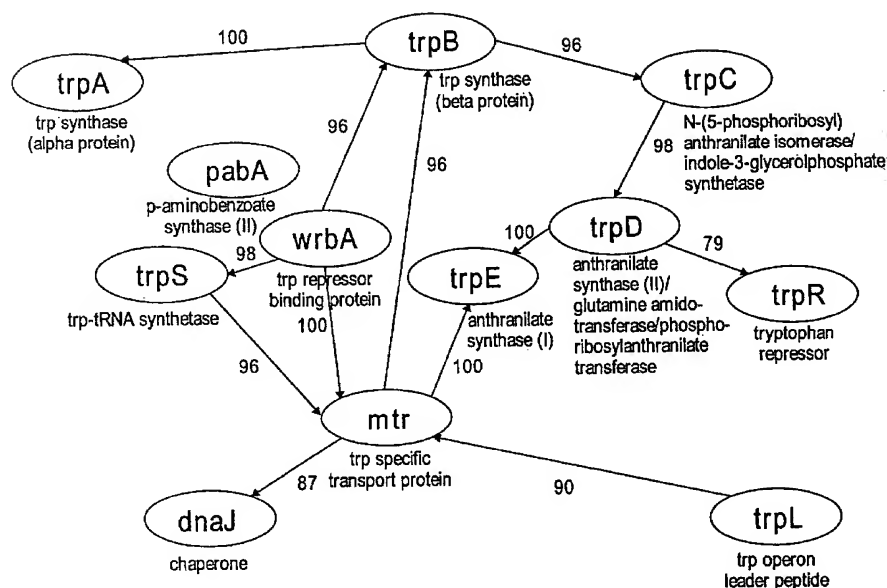 100
trpB
trp synthase
(beta protein)
96
trpC
N-(5-phosphoribosyl)
anthranilate isomerase/
indole-3-glycerolphosphate
synthetase
trpA
trp synthase
(alpha protein)
96
96
98
pabA
p-aminobenzoate
synthase (II)
wrbA
trp repressor
binding protein
98
trpS
trp-tRNA synthetase
100
trpE
anthranilate
synthase (I)
100
trpD
anthranilate
synthase (II)/
glutamine amido-
transferase/phospho-
ribosylanthranilate
transferase
79
trpR
tryptophan
repressor
96
100
mtr
trp specific
transport protein
87
90
dnaJ
chaperone
trpL
trp operon
leader peptide